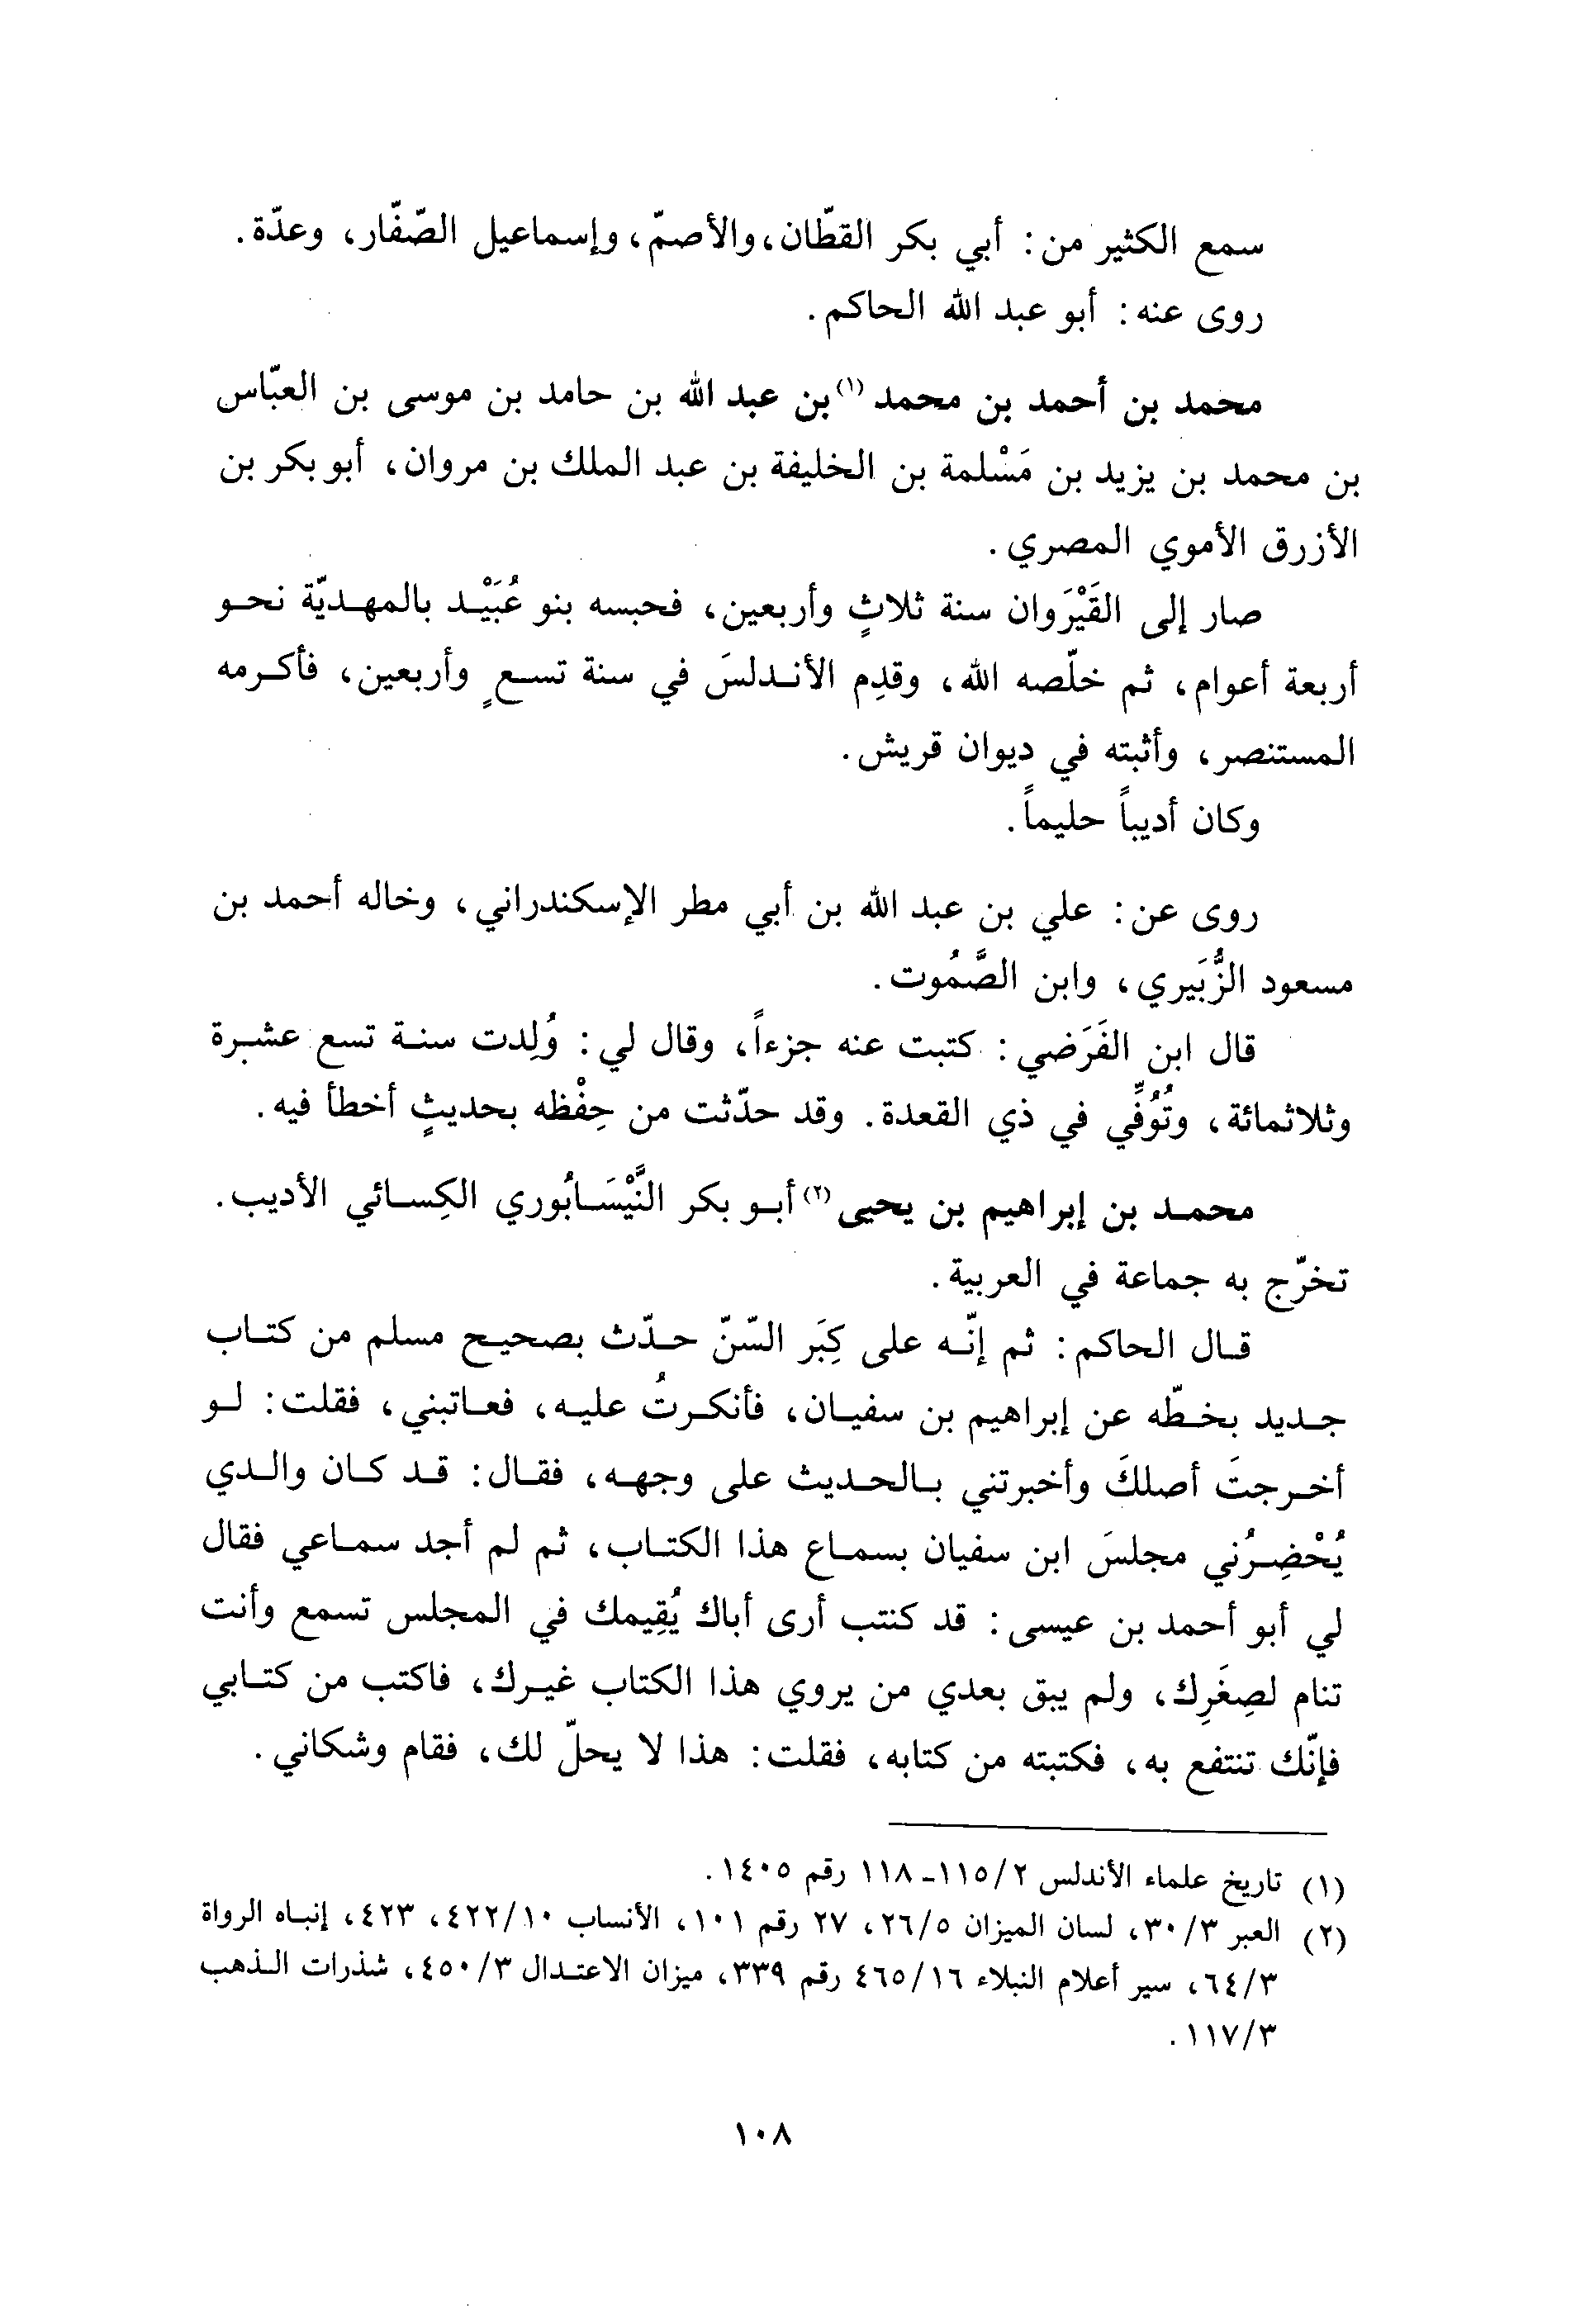 سمع الكثير من: أبي بكر القطّان، والأصمّ، وإسماعيل الصّفّار، وعدّة.
روى عنه: أبو عبد الله الحاكم.
محمد بن أحمد بن محمد (١) بن عبد الله بن حامد بن موسى بن العبّاس
بن محمد بن يزيد بن مَسْلمة بن الخليفة بن عبد الملك بن مروان، أبو بكر بن
الأزرق الأموي المصري.
صار إلى القَيْرَوان سنة ثلاثٍ وأربعين، فحبسه بنو عُبَيْد بالمهديّة نحو
أربعة أعوام، ثم خلّصه الله، وقدِم الأندلسَ في سنة تسعٍ وأربعين، فأكرمه
المستنصر، وأثبته في ديوان قريش.
وكان أديباً حليماً.
روى عن: علي بن عبد الله بن أبي مطر الإسكندراني، وخاله أحمد بن
مسعود الزُّبَيري، وابن الصَّمُوت.
قال ابن الفَرَضي: كتبت عنه جزءاً، وقال لي: وُلِدت سنة تسع عشرة
وثلاثمائة، وتُوُفِّي في ذي القعدة. وقد حدّثت من حِفْظه بحديثٍ أخطأ فيه.
محمد بن إبراهيم بن يحيى (٢) أبو بكر النَّيْسَابُوري الكِسائي الأديب.
تخرّج به جماعة في العربية.
قال الحاكم: ثم إنّه على كِبَر السّنّ حدّث بصحيح مسلم من كتاب
جديد بخطّه عن إبراهيم بن سفيان، فأنكرتُ عليه، فعاتبني، فقلت: لو
أخرجتَ أصلكَ وأخبرتني بالحديث على وجهه، فقال: قد كان والدي
يُحْضِرُني مجلسَ ابن سفيان بسماع هذا الكتاب، ثم لم أجد سماعي فقال
لي أبو أحمد بن عيسى: قد كنتب أرى أباك يُقِيمك في المجلس تسمع وأنت
تنام لصِغَرِك، ولم يبق بعدي من يروي هذا الكتاب غيرك، فاكتب من كتابي
فإنّك تنتفع به، فكتبته من كتابه، فقلت: هذا لا يحلّ لك، فقام وشكاني.
(١) تاريخ علماء الأندلس ٢/١١٥ـ ١١٨ رقم ١٤٠٥.
(٢) العبر ٣/٣٠، لسان الميزان ٥/٢٦، ٢٧ رقم ١٠١، الأنساب ١٠/٤٢٢، ٤٢٣، إنباه الرواة
٣/٦٤، سير أعلام النبلاء ١٦/٤٦٥ رقم ٣٣٩، ميزان الاعتدال ٣/٤٥٠، شذرات الذهب
٣/١١٧.
١٠٨